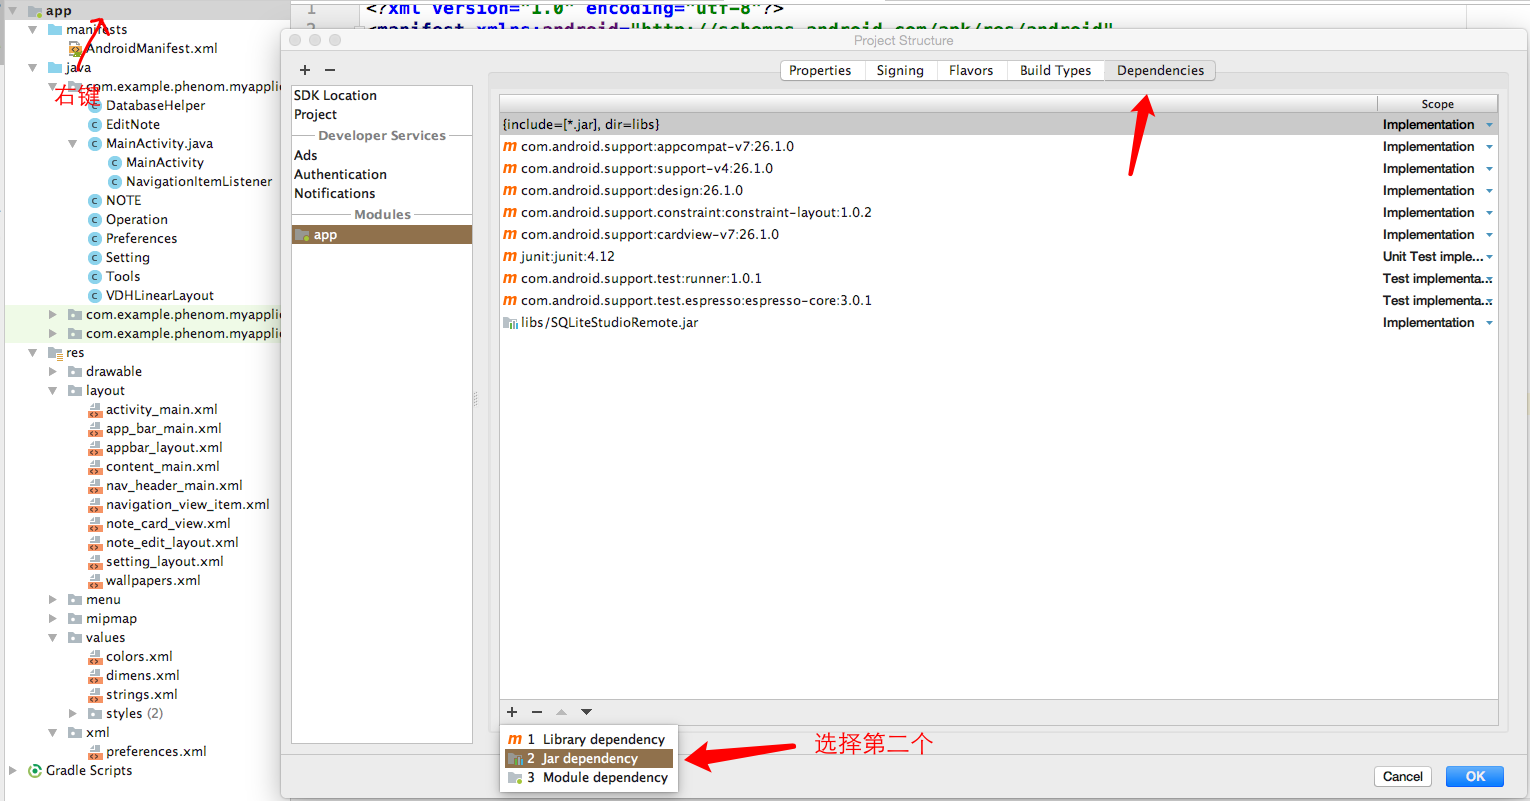 app
manifests
AndroidManifest.xml
java
com.example.phenom.myappli
右键
DatabaseHelper
EditNote
MainActivity.java
MainActivity
NavigationItemListener
NOTE
Operation
Preferences
Setting
Tools
VDHLinearLayout
com.example.phenom.myappli
com.example.phenom.myappli
res
drawable
layout
activity_main.xml
app_bar_main.xml
appbar_layout.xml
content_main.xml
nav_header_main.xml
navigation_view_item.xml
note_card_view.xml
note_edit_layout.xml
setting_layout.xml
wallpapers.xml
menu
mipmap
values
colors.xml
dimens.xml
strings.xml
styles (2)
xml
preferences.xml
Gradle Scripts
1 <?xml version="1.0" encoding="utf-8"?>
2 <manifest xmlns:android="http://schemas.android.com/apk/res/android"
Project Structure
SDK Location
Project
Developer Services
Ads
Authentication
Notifications
Modules
app
Properties Signing Flavors Build Types Dependencies
Scope
{include=[*.jar], dir=libs} Implementation
m com.android.support:appcompat-v7:26.1.0 Implementation
m com.android.support:support-v4:26.1.0 Implementation
m com.android.support:design:26.1.0 Implementation
m com.android.support.constraint:constraint-layout:1.0.2 Implementation
m com.android.support:cardview-v7:26.1.0 Implementation
m junit:junit:4.12 Unit Test imple...
m com.android.support.test:runner:1.0.1 Test implementa...
m com.android.support.test.espresso:espresso-core:3.0.1 Test implementa...
libs/SQLiteStudioRemote.jar Implementation
m 1 Library dependency
2 Jar dependency
3 Module dependency
选择第二个
Cancel OK